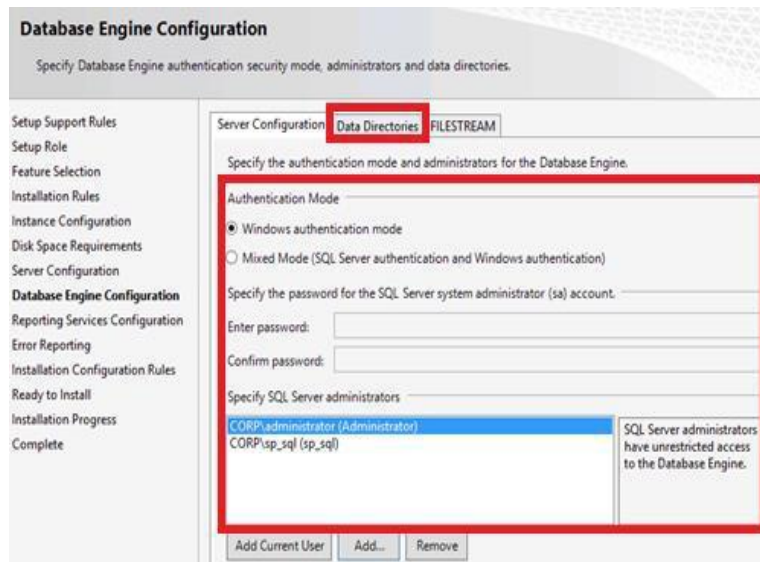 Database Engine Configuration
Specify Database Engine authentication security mode, administrators and data directories.
Setup Support Rules
Setup Role
Feature Selection
Installation Rules
Instance Configuration
Disk Space Requirements
Server Configuration
Database Engine Configuration
Reporting Services Configuration
Error Reporting
Installation Configuration Rules
Ready to Install
Installation Progress
Complete
Server Configuration Data Directories FILESTREAM
Specify the authentication mode and administrators for the Database Engine.
Authentication Mode
Windows authentication mode
Mixed Mode (SQL Server authentication and Windows authentication)
Specify the password for the SQL Server system administrator (sa) account.
Enter password:
Confirm password:
Specify SQL Server administrators
CORP\administrator (Administrator)
CORP\sp_sql (sp_sql)
SQL Server administrators
have unrestricted access
to the Database Engine.
Add Current User Add... Remove